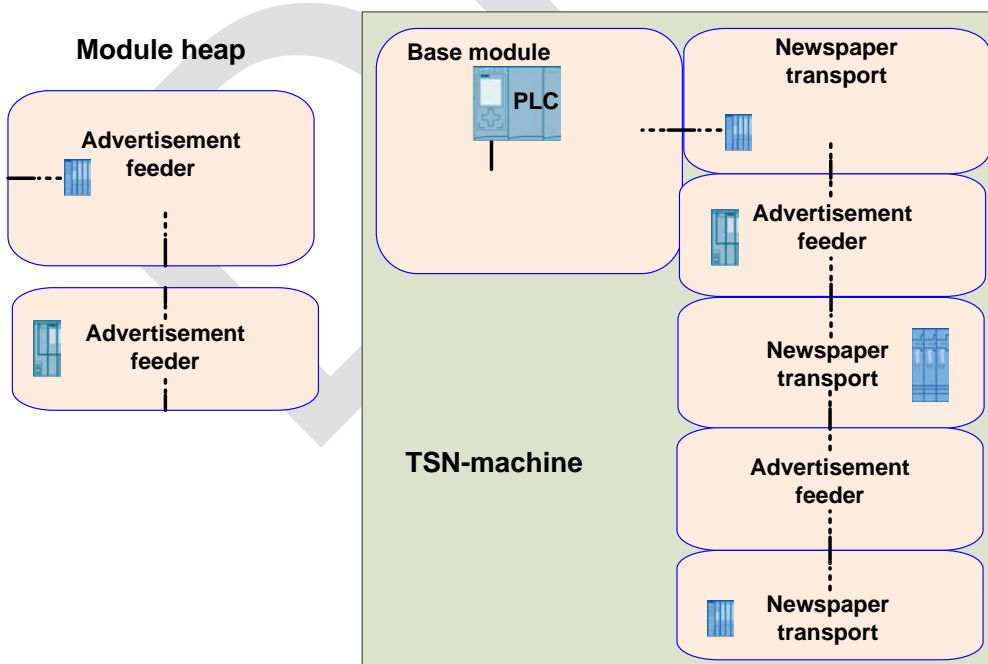 Module heap
Advertisement
feeder
Advertisement
feeder
Base module
PLC
Newspaper
transport
Advertisement
feeder
Newspaper
transport
TSN-machine
Advertisement
feeder
Newspaper
transport